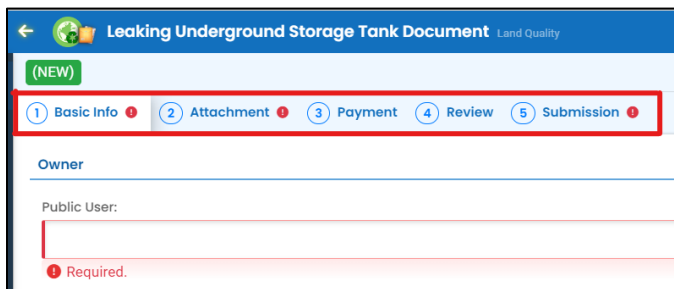 Leaking Underground Storage Tank Document Land Quality
(NEW)
1 Basic Info 2 Attachment 3 Payment 4 Review 5 Submission
Owner
Public User:
Required.